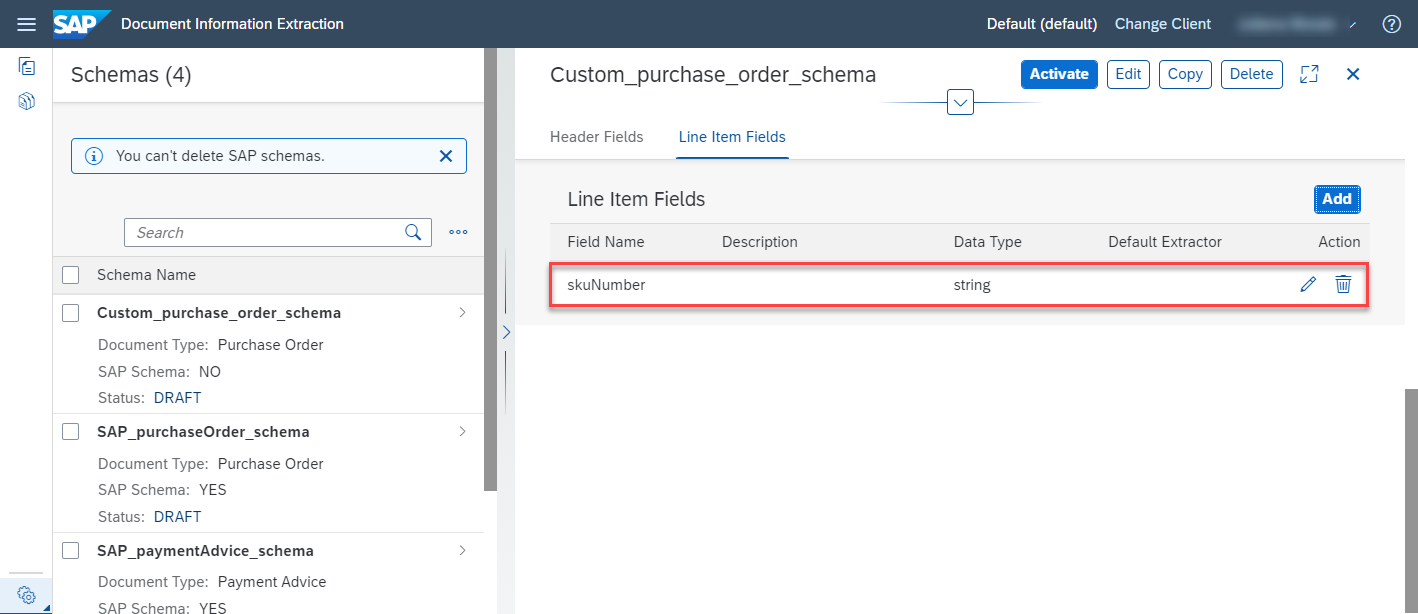 SAP Document Information Extraction
Default (default) Change Client
Schemas (4)
You can't delete SAP schemas.
Search
Schema Name
Custom_purchase_order_schema
Document Type: Purchase Order
SAP Schema: NO
Status: DRAFT
SAP_purchaseOrder_schema
Document Type: Purchase Order
SAP Schema: YES
Status: DRAFT
SAP_paymentAdvice_schema
Document Type: Payment Advice
SAP Schema: YES
Custom_purchase_order_schema
Activate Edit Copy Delete
Header Fields Line Item Fields
Line Item Fields Add
Field Name Description Data Type Default Extractor Action
skuNumber string